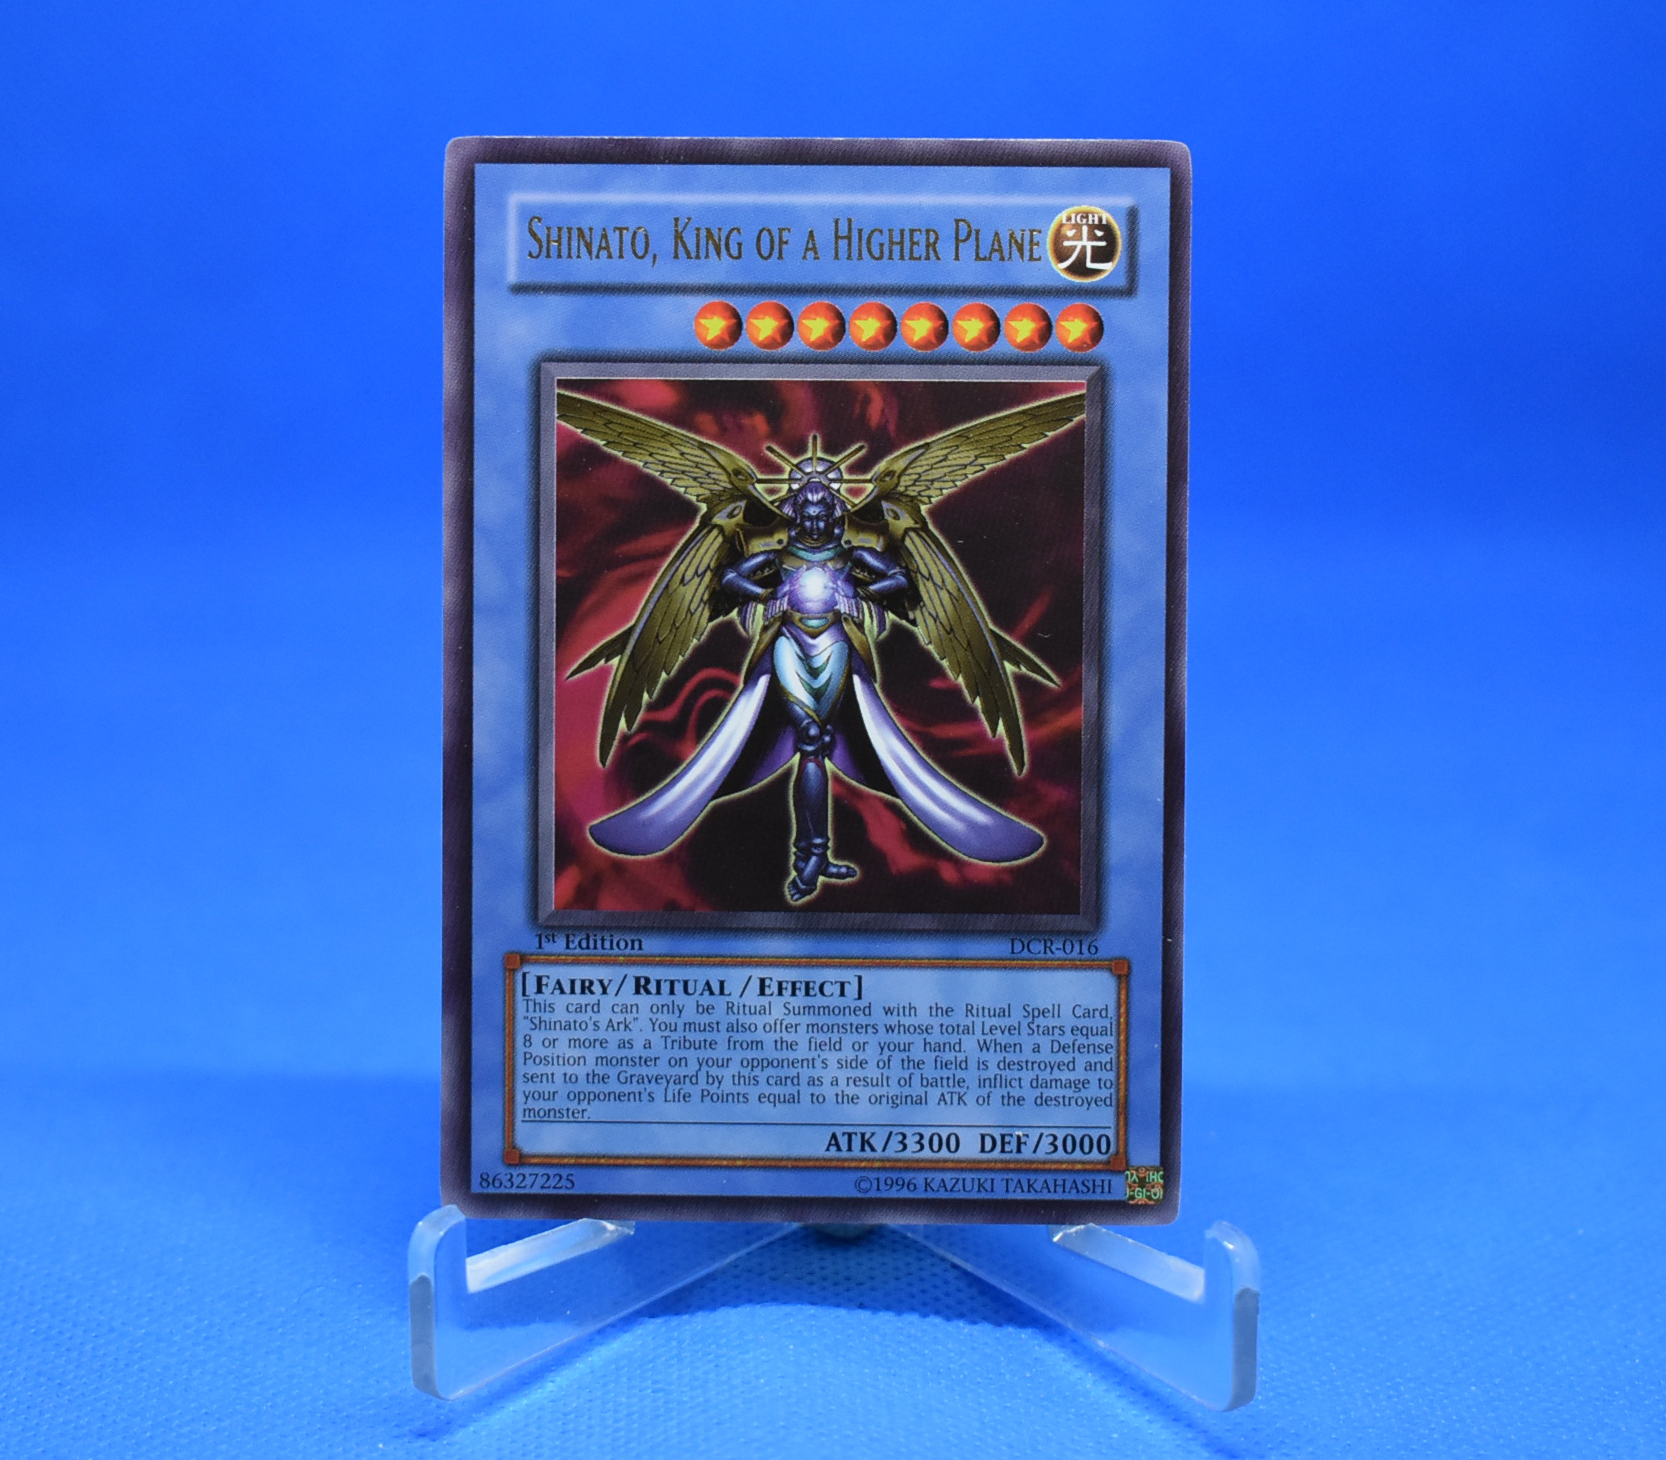 SHINATO, KING OF A HIGHER PLANE
LIGHT
光
1st Edition
DCR-016
[FAIRY/RITUAL /EFFECT]
This card can only be Ritual Summoned with the Ritual Spell Card,
"Shinato's Ark". You must also offer monsters whose total Level Stars equal
8 or more as a Tribute from the field or your hand. When a Defense
Position monster on your opponent's side of the field is destroyed and
sent to the Graveyard by this card as a result of battle, inflict damage to
your opponent's Life Points equal to the original ATK of the destroyed
monster.
ATK/3300 DEF/3000
86327225
©1996 KAZUKI TAKAHASHI